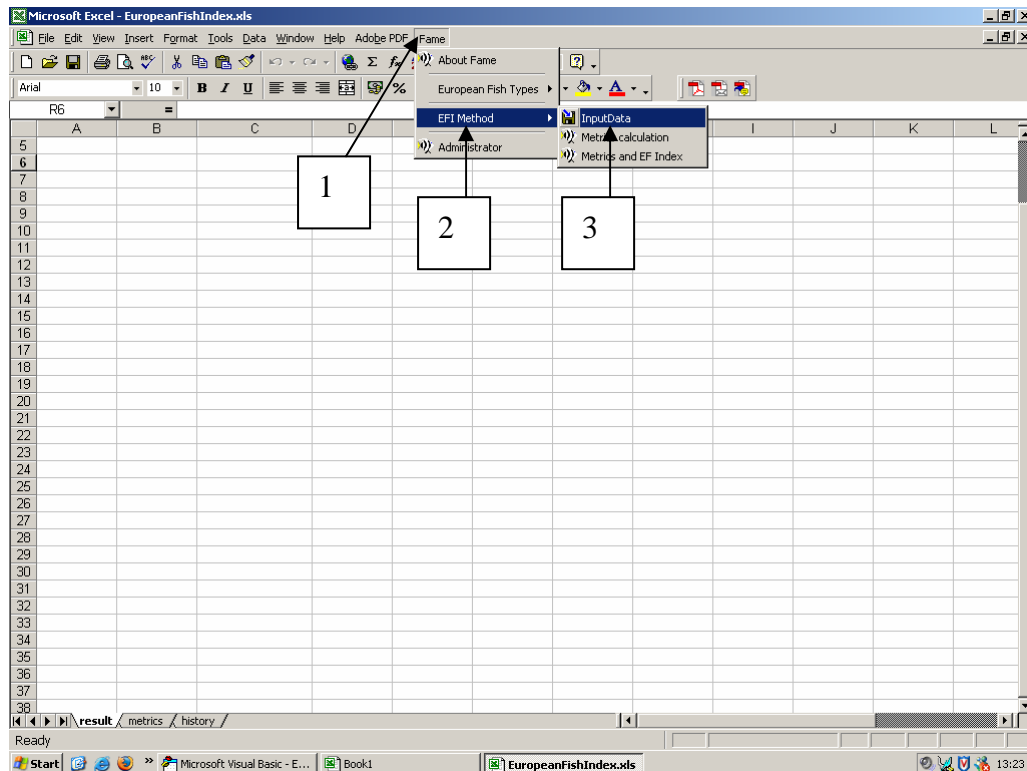 Microsoft Excel - EuropeanFishIndex.xls
File Edit View Insert Format Tools Data Window Help Adobe PDF Fame
About Fame
Arial 10 B I U %
European Fish Types
R6 =
EFI Method
InputData
A B C D I J K L
Metrics calculation
Administrator
Metrics and EF Index
5
6
7
8
9
10
11
12
13
14
15
16
17
18
19
20
21
22
23
24
25
26
27
28
29
30
31
32
33
34
35
36
37
38
1
2
3
result metrics history
Ready
Start » Microsoft Visual Basic - E... Book1 EuropeanFishIndex.xls 13:23